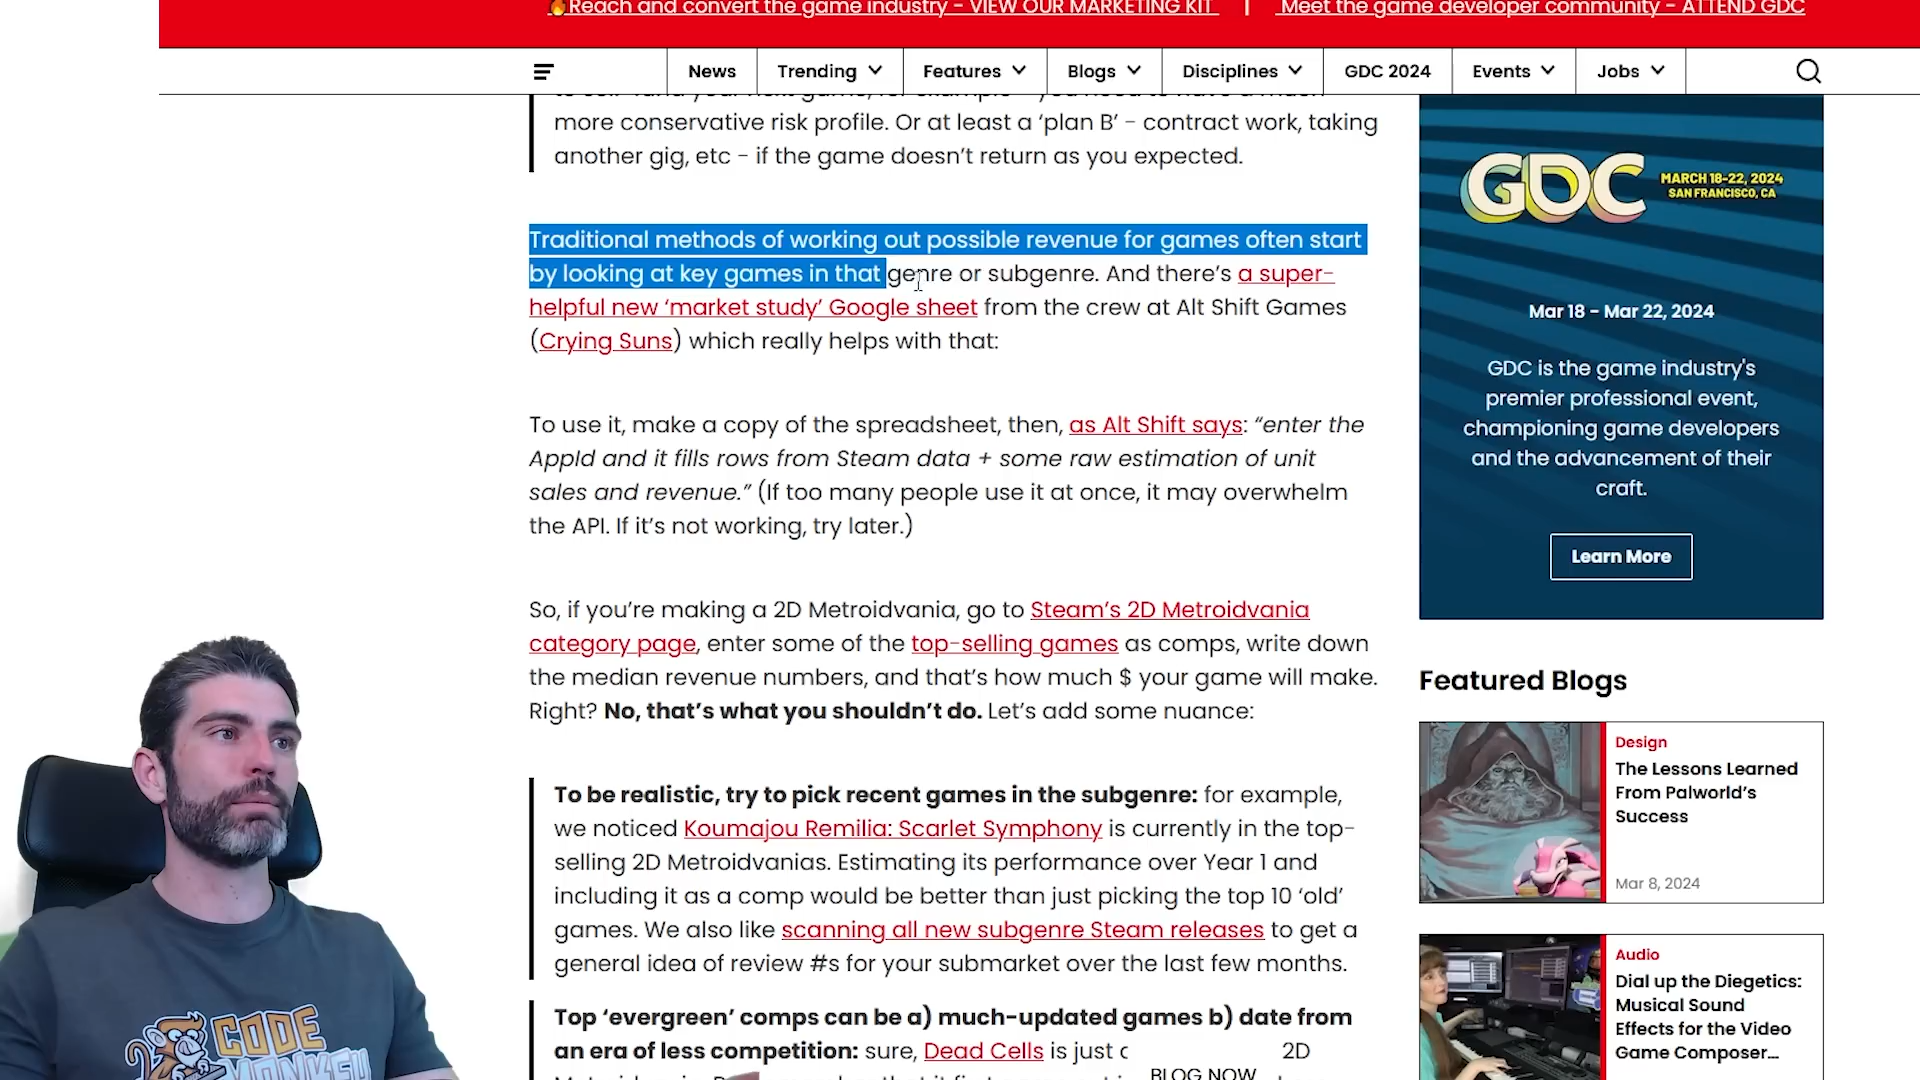 🔥Reach and convert the game industry - VIEW OUR MARKETING KIT | Meet the game developer community - ATTEND GDC
News Trending Features Blogs Disciplines GDC 2024 Events Jobs
more conservative risk profile. Or at least a ‘plan B’ - contract work, taking
another gig, etc - if the game doesn’t return as you expected.
Traditional methods of working out possible revenue for games often start
by looking at key games in that genre or subgenre. And there’s a super-
helpful new ‘market study’ Google sheet from the crew at Alt Shift Games
(Crying Suns) which really helps with that:
To use it, make a copy of the spreadsheet, then, as Alt Shift says: “enter the
AppId and it fills rows from Steam data + some raw estimation of unit
sales and revenue.” (If too many people use it at once, it may overwhelm
the API. If it’s not working, try later.)
So, if you’re making a 2D Metroidvania, go to Steam’s 2D Metroidvania
category page, enter some of the top-selling games as comps, write down
the median revenue numbers, and that’s how much $ your game will make.
Right? No, that’s what you shouldn’t do. Let’s add some nuance:
To be realistic, try to pick recent games in the subgenre: for example,
we noticed Koumajou Remilia: Scarlet Symphony is currently in the top-
selling 2D Metroidvanias. Estimating its performance over Year 1 and
including it as a comp would be better than just picking the top 10 ‘old’
games. We also like scanning all new subgenre Steam releases to get a
general idea of review #s for your submarket over the last few months.
Top ‘evergreen’ comps can be a) much-updated games b) date from
an era of less competition: sure, Dead Cells is just 2D
BLOG NOW
GDC
MARCH 18-22, 2024
SAN FRANCISCO, CA
Mar 18 - Mar 22, 2024
GDC is the game industry's
premier professional event,
championing game developers
and the advancement of their
craft.
Learn More
Featured Blogs
Design
The Lessons Learned
From Palworld’s
Success
Mar 8, 2024
Audio
Dial up the Diegetics:
Musical Sound
Effects for the Video
Game Composer...
CODE
MONKEY